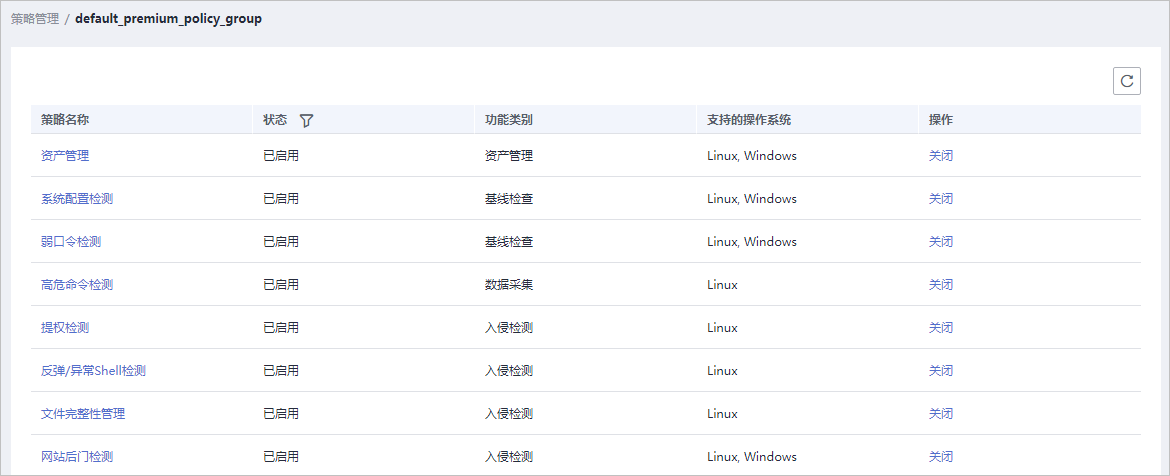 策略管理 / default_premium_policy_group
策略名称 状态 功能类别 支持的操作系统 操作
资产管理 已启用 资产管理 Linux, Windows 关闭
系统配置检测 已启用 基线检查 Linux, Windows 关闭
弱口令检测 已启用 基线检查 Linux, Windows 关闭
高危命令检测 已启用 数据采集 Linux 关闭
提权检测 已启用 入侵检测 Linux 关闭
反弹/异常Shell检测 已启用 入侵检测 Linux 关闭
文件完整性管理 已启用 入侵检测 Linux 关闭
网站后门检测 已启用 入侵检测 Linux, Windows 关闭